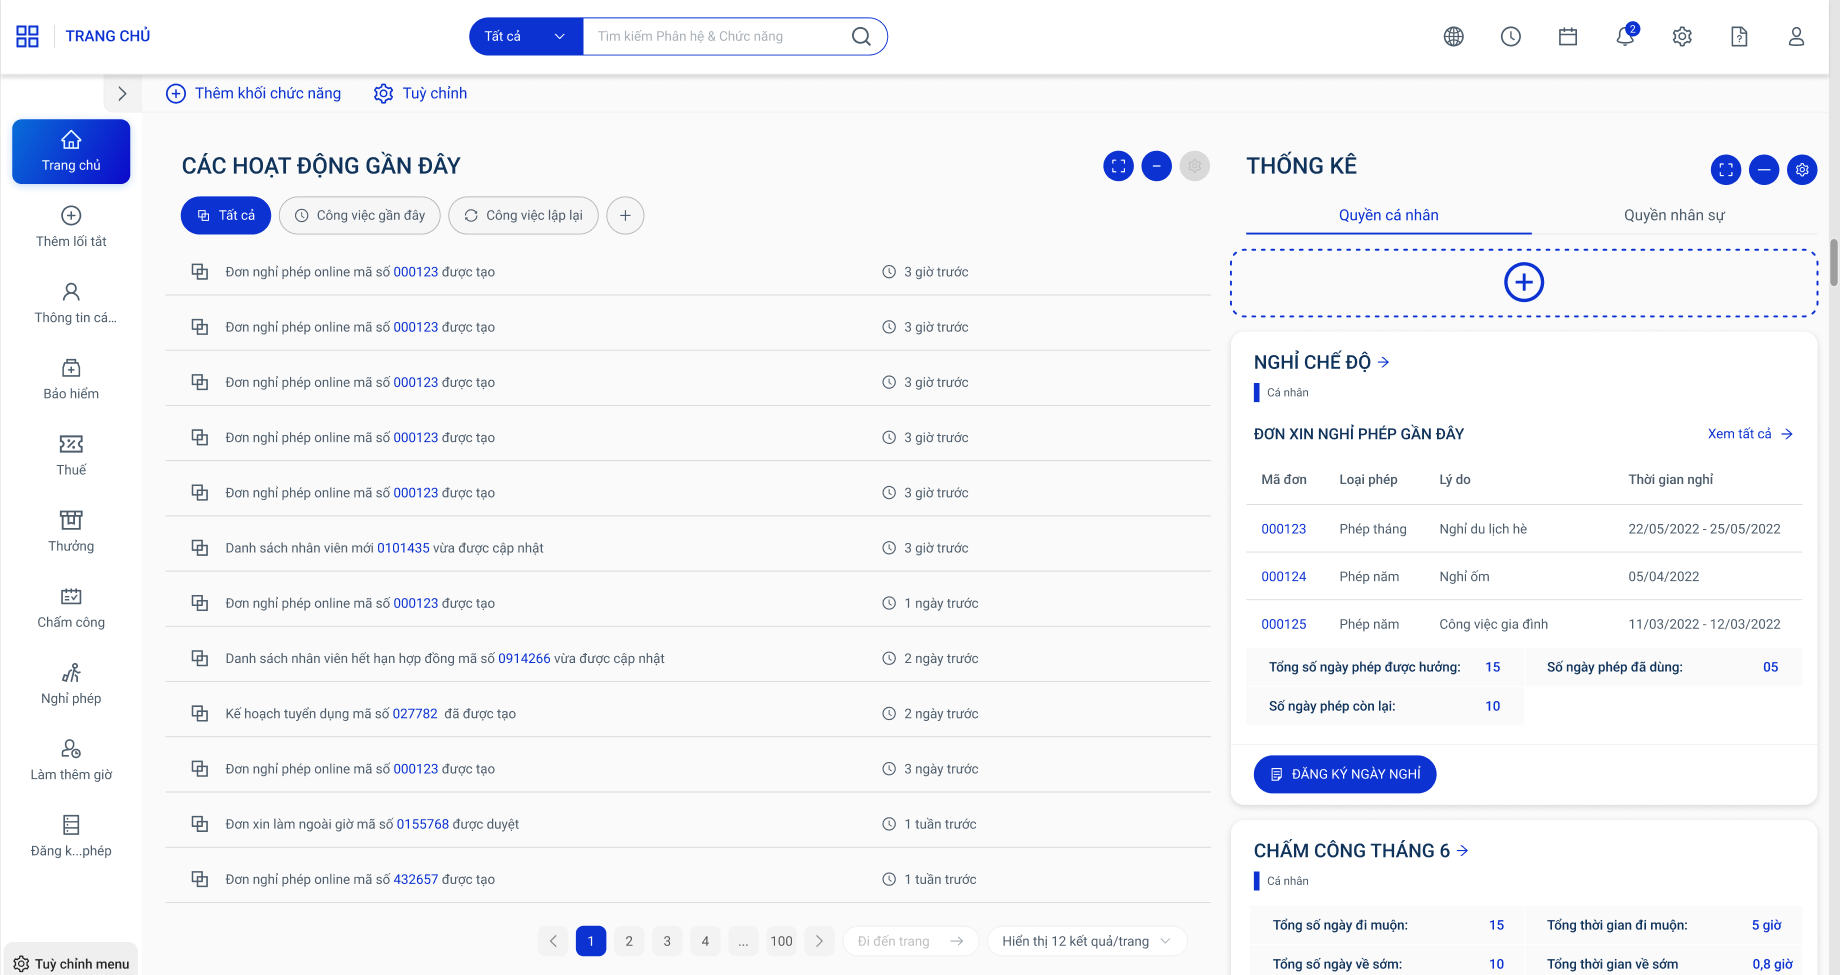 TRANG CHỦ
Tất cả
Tìm kiếm Phân hệ & Chức năng
2
Thêm khối chức năng
Tuỳ chỉnh
Trang chủ
Thêm lối tắt
Thông tin cá...
Bảo hiểm
Thuế
Thưởng
Chấm công
Nghỉ phép
Làm thêm giờ
Đăng k...phép
Tuỳ chỉnh menu
CÁC HOẠT ĐỘNG GẦN ĐÂY
Tất cả
Công việc gần đây
Công việc lập lại
Đơn nghỉ phép online mã số 000123 được tạo
3 giờ trước
Đơn nghỉ phép online mã số 000123 được tạo
3 giờ trước
Đơn nghỉ phép online mã số 000123 được tạo
3 giờ trước
Đơn nghỉ phép online mã số 000123 được tạo
3 giờ trước
Đơn nghỉ phép online mã số 000123 được tạo
3 giờ trước
Danh sách nhân viên mới 0101435 vừa được cập nhật
3 giờ trước
Đơn nghỉ phép online mã số 000123 được tạo
1 ngày trước
Danh sách nhân viên hết hạn hợp đồng mã số 0914266 vừa được cập nhật
2 ngày trước
Kế hoạch tuyển dụng mã số 027782 đã được tạo
2 ngày trước
Đơn nghỉ phép online mã số 000123 được tạo
3 ngày trước
Đơn xin làm ngoài giờ mã số 0155768 được duyệt
1 tuần trước
Đơn nghỉ phép online mã số 432657 được tạo
1 tuần trước
1 2 3 4 ... 100
Đi đến trang
Hiển thị 12 kết quả/trang
THỐNG KÊ
Quyền cá nhân
Quyền nhân sự
NGHỈ CHẾ ĐỘ
Cá nhân
ĐƠN XIN NGHỈ PHÉP GẦN ĐÂY
Xem tất cả
Mã đơn Loại phép Lý do Thời gian nghỉ
000123 Phép tháng Nghỉ du lịch hè 22/05/2022 - 25/05/2022
000124 Phép năm Nghỉ ốm 05/04/2022
000125 Phép năm Công việc gia đình 11/03/2022 - 12/03/2022
Tổng số ngày phép được hưởng: 15 Số ngày phép đã dùng: 05
Số ngày phép còn lại: 10
ĐĂNG KÝ NGÀY NGHỈ
CHẤM CÔNG THÁNG 6
Cá nhân
Tổng số ngày đi muộn: 15 Tổng thời gian đi muộn: 5 giờ
Tổng số ngày về sớm: 10 Tổng thời gian về sớm 0,8 giờ